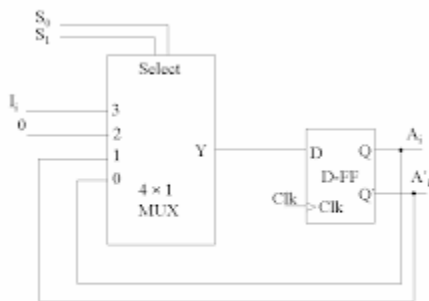 S₀
S₁
Select
Iᵢ
3
0
2
1
0
Y
4 × 1
MUX
D
Q
D-FF
Clk
Clk
Q'
Aᵢ
A'ᵢ